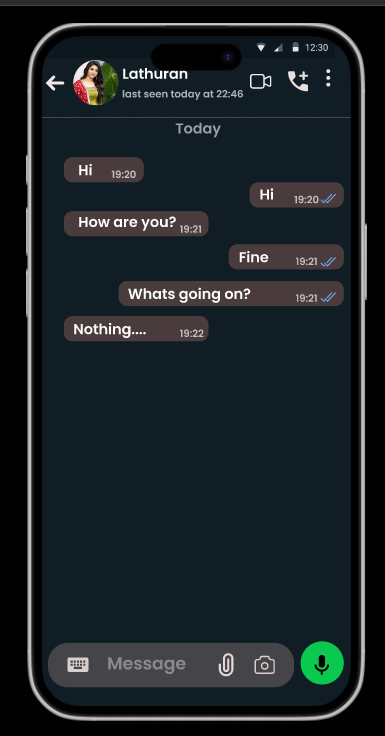 12:30
Lathuran
last seen today at 22:46
Today
Hi 19:20
Hi 19:20
How are you? 19:21
Fine 19:21
Whats going on? 19:21
Nothing.... 19:22
Message